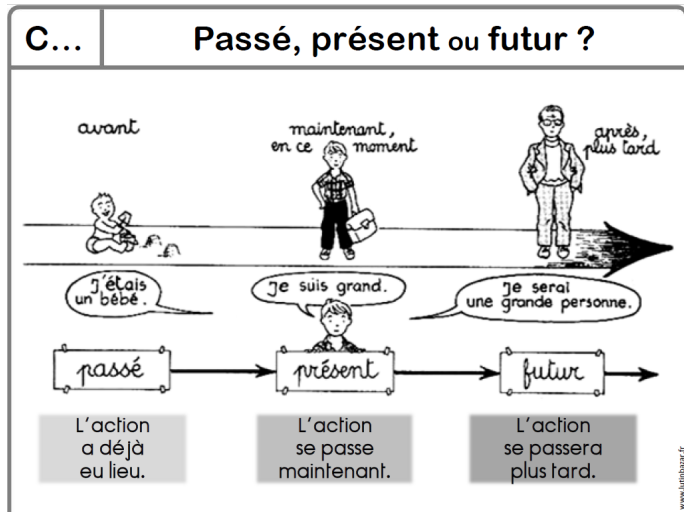 C...
Passé, présent ou futur ?
avant
maintenant,
en ce moment
après,
plus tard
J'étais
un bébé.
Je suis grand.
Je serai
une grande personne.
passé
présent
futur
L'action
a déjà
eu lieu.
L'action
se passe
maintenant.
L'action
se passera
plus tard.
www.lutinbazar.fr